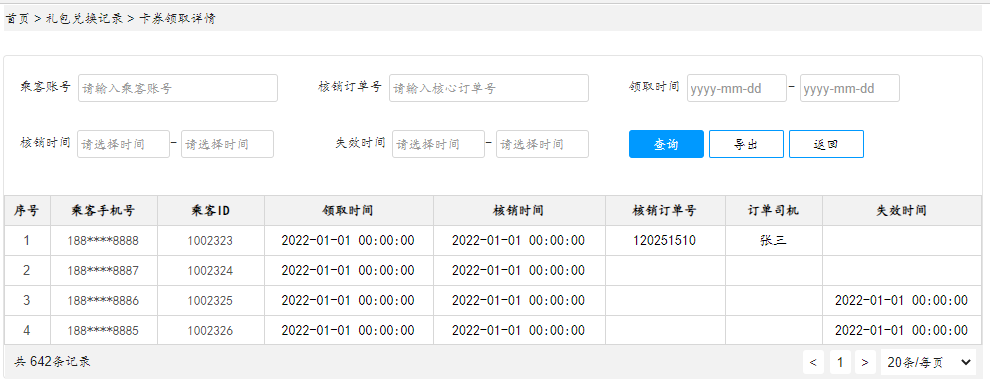 首页 > 礼包兑换记录 > 卡券领取详情
乘客账号 请输入乘客账号 核销订单号 请输入核心订单号 领取时间 yyyy-mm-dd - yyyy-mm-dd
核销时间 请选择时间 - 请选择时间 失效时间 请选择时间 - 请选择时间 查询 导出 返回
序号 乘客手机号 乘客ID 领取时间 核销时间 核销订单号 订单司机 失效时间
1 188****8888 1002323 2022-01-01 00:00:00 2022-01-01 00:00:00 120251510 张三
2 188****8887 1002324 2022-01-01 00:00:00 2022-01-01 00:00:00
3 188****8886 1002325 2022-01-01 00:00:00 2022-01-01 00:00:00 2022-01-01 00:00:00
4 188****8885 1002326 2022-01-01 00:00:00 2022-01-01 00:00:00 2022-01-01 00:00:00
共 642条记录 < 1 > 20条/每页